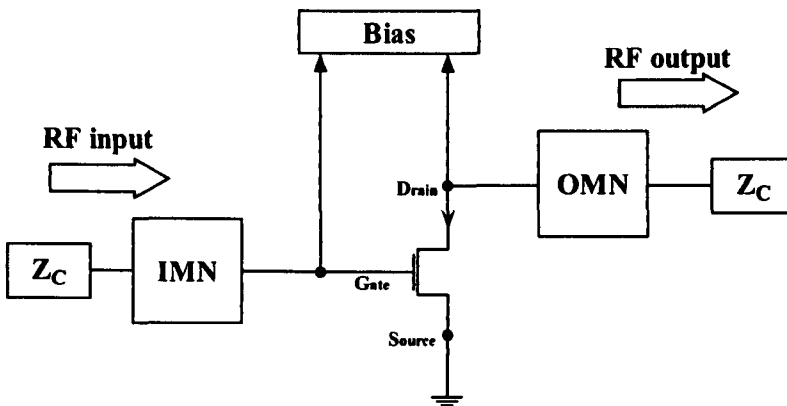 Bias
RF output
RF input
Drain
OMN
Z_C
Z_C
IMN
Gate
Source